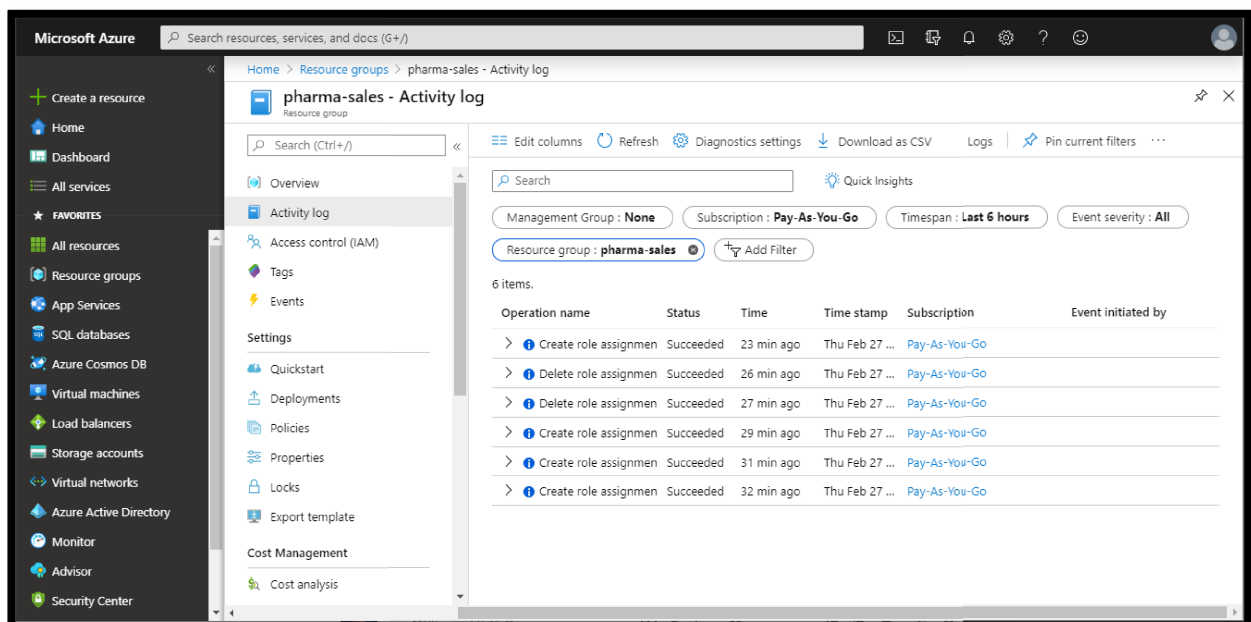 Microsoft Azure
Search resources, services, and docs (G+/)
«
Create a resource
Home
Dashboard
All services
FAVORITES
All resources
Resource groups
App Services
SQL databases
Azure Cosmos DB
Virtual machines
Load balancers
Storage accounts
Virtual networks
Azure Active Directory
Monitor
Advisor
Security Center
Home > Resource groups > pharma-sales - Activity log
pharma-sales - Activity log
Resource group
Search (Ctrl+/)
«
Overview
Activity log
Access control (IAM)
Tags
Events
Settings
Quickstart
Deployments
Policies
Properties
Locks
Export template
Cost Management
Cost analysis
Edit columns Refresh Diagnostics settings Download as CSV Logs Pin current filters ...
Search Quick Insights
Management Group : None Subscription : Pay-As-You-Go Timespan : Last 6 hours Event severity : All
Resource group : pharma-sales Add Filter
6 items.
Operation name Status Time Time stamp Subscription Event initiated by
Create role assignmen Succeeded 23 min ago Thu Feb 27 ... Pay-As-You-Go
Delete role assignmen Succeeded 26 min ago Thu Feb 27 ... Pay-As-You-Go
Delete role assignmen Succeeded 27 min ago Thu Feb 27 ... Pay-As-You-Go
Create role assignmen Succeeded 29 min ago Thu Feb 27 ... Pay-As-You-Go
Create role assignmen Succeeded 31 min ago Thu Feb 27 ... Pay-As-You-Go
Create role assignmen Succeeded 32 min ago Thu Feb 27 ... Pay-As-You-Go